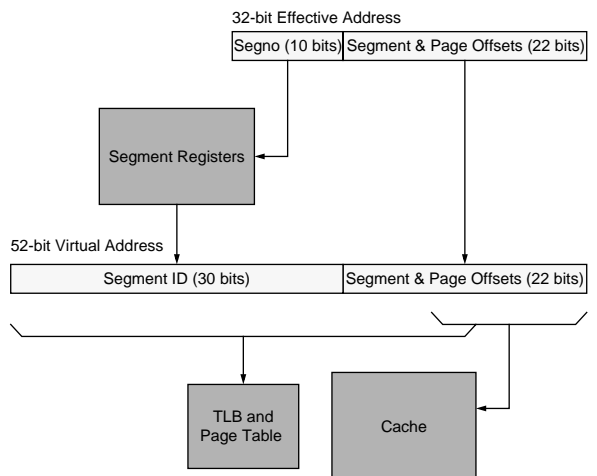 32-bit Effective Address
Segno (10 bits) Segment & Page Offsets (22 bits)
Segment Registers
52-bit Virtual Address
Segment ID (30 bits) Segment & Page Offsets (22 bits)
TLB and
Page Table
Cache